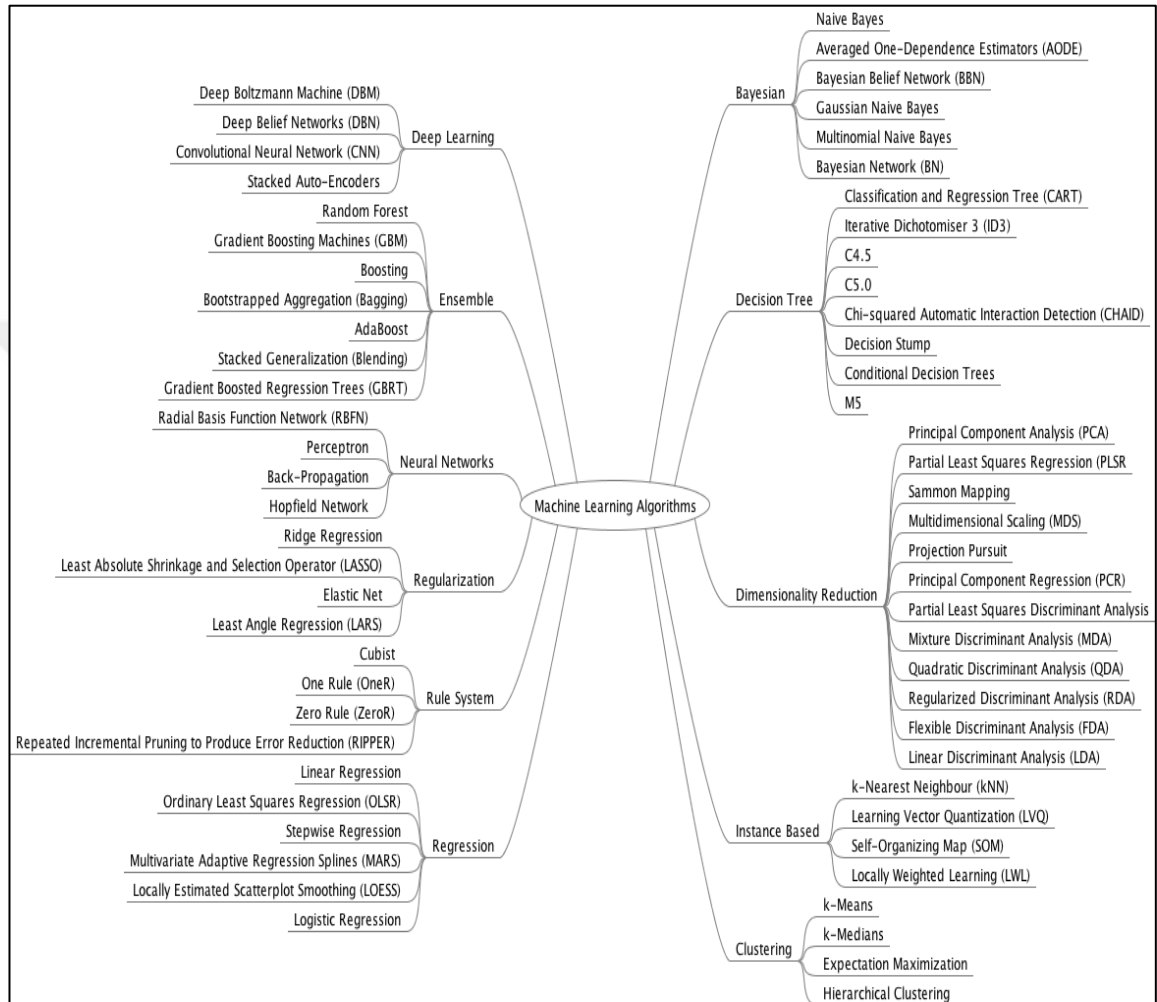 Deep Boltzmann Machine (DBM)
Deep Belief Networks (DBN)
Convolutional Neural Network (CNN)
Stacked Auto-Encoders
Deep Learning
Random Forest
Gradient Boosting Machines (GBM)
Boosting
Bootstrapped Aggregation (Bagging)
AdaBoost
Stacked Generalization (Blending)
Gradient Boosted Regression Trees (GBRT)
Ensemble
Radial Basis Function Network (RBFN)
Perceptron
Back-Propagation
Hopfield Network
Neural Networks
Ridge Regression
Least Absolute Shrinkage and Selection Operator (LASSO)
Elastic Net
Least Angle Regression (LARS)
Regularization
Cubist
One Rule (OneR)
Zero Rule (ZeroR)
Repeated Incremental Pruning to Produce Error Reduction (RIPPER)
Rule System
Linear Regression
Ordinary Least Squares Regression (OLSR)
Stepwise Regression
Multivariate Adaptive Regression Splines (MARS)
Locally Estimated Scatterplot Smoothing (LOESS)
Logistic Regression
Regression
Machine Learning Algorithms
Bayesian
Naive Bayes
Averaged One-Dependence Estimators (AODE)
Bayesian Belief Network (BBN)
Gaussian Naive Bayes
Multinomial Naive Bayes
Bayesian Network (BN)
Decision Tree
Classification and Regression Tree (CART)
Iterative Dichotomiser 3 (ID3)
C4.5
C5.0
Chi-squared Automatic Interaction Detection (CHAID)
Decision Stump
Conditional Decision Trees
M5
Dimensionality Reduction
Principal Component Analysis (PCA)
Partial Least Squares Regression (PLSR
Sammon Mapping
Multidimensional Scaling (MDS)
Projection Pursuit
Principal Component Regression (PCR)
Partial Least Squares Discriminant Analysis
Mixture Discriminant Analysis (MDA)
Quadratic Discriminant Analysis (QDA)
Regularized Discriminant Analysis (RDA)
Flexible Discriminant Analysis (FDA)
Linear Discriminant Analysis (LDA)
Instance Based
k-Nearest Neighbour (kNN)
Learning Vector Quantization (LVQ)
Self-Organizing Map (SOM)
Locally Weighted Learning (LWL)
Clustering
k-Means
k-Medians
Expectation Maximization
Hierarchical Clustering